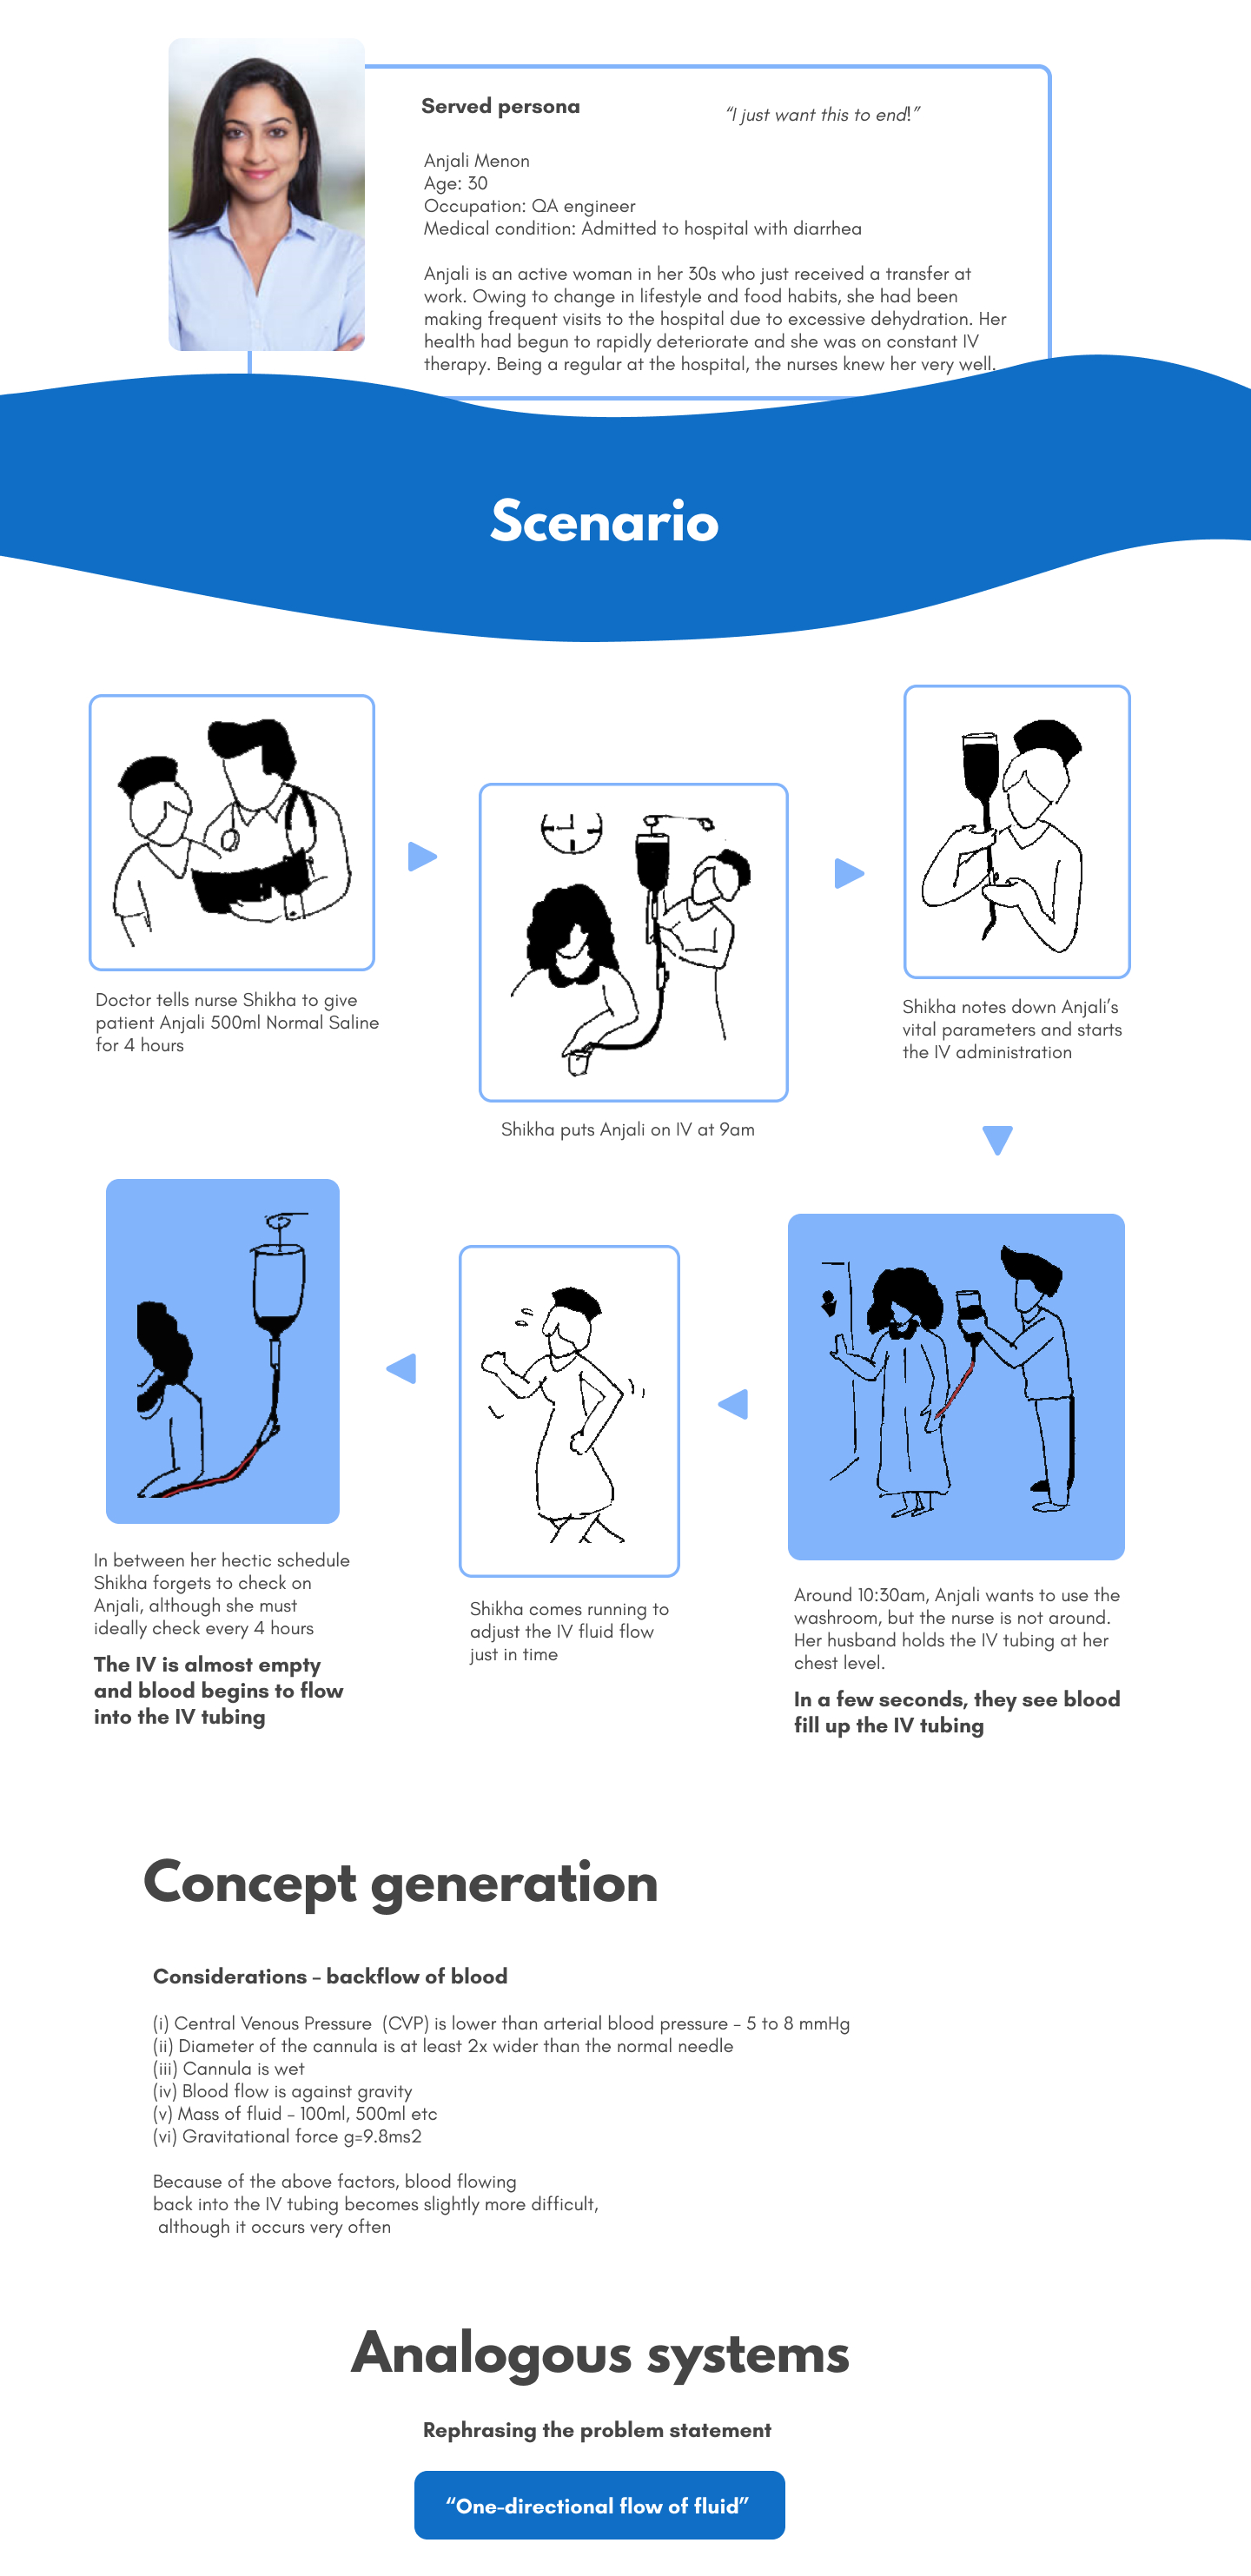 Served persona
“I just want this to end!”
Anjali Menon
Age: 30
Occupation: QA engineer
Medical condition: Admitted to hospital with diarrhea
Anjali is an active woman in her 30s who just received a transfer at
work. Owing to change in lifestyle and food habits, she had been
making frequent visits to the hospital due to excessive dehydration. Her
health had begun to rapidly deteriorate and she was on constant IV
therapy. Being a regular at the hospital, the nurses knew her very well.
Scenario
Doctor tells nurse Shikha to give
patient Anjali 500ml Normal Saline
for 4 hours
Shikha puts Anjali on IV at 9am
Shikha notes down Anjali’s
vital parameters and starts
the IV administration
Around 10:30am, Anjali wants to use the
washroom, but the nurse is not around.
Her husband holds the IV tubing at her
chest level.
In a few seconds, they see blood
fill up the IV tubing
Shikha comes running to
adjust the IV fluid flow
just in time
In between her hectic schedule
Shikha forgets to check on
Anjali, although she must
ideally check every 4 hours
The IV is almost empty
and blood begins to flow
into the IV tubing
Concept generation
Considerations – backflow of blood
(i) Central Venous Pressure  (CVP) is lower than arterial blood pressure – 5 to 8 mmHg
(ii) Diameter of the cannula is at least 2x wider than the normal needle
(iii) Cannula is wet
(iv) Blood flow is against gravity
(v) Mass of fluid – 100ml, 500ml etc
(vi) Gravitational force g=9.8ms2
Because of the above factors, blood flowing
back into the IV tubing becomes slightly more difficult,
although it occurs very often
Analogous systems
Rephrasing the problem statement
“One-directional flow of fluid”